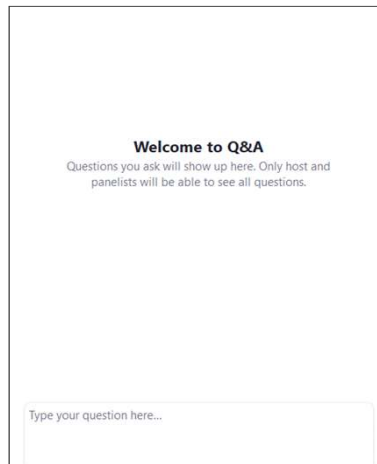 Welcome to Q&A
Questions you ask will show up here. Only host and
panelists will be able to see all questions.
Type your question here...